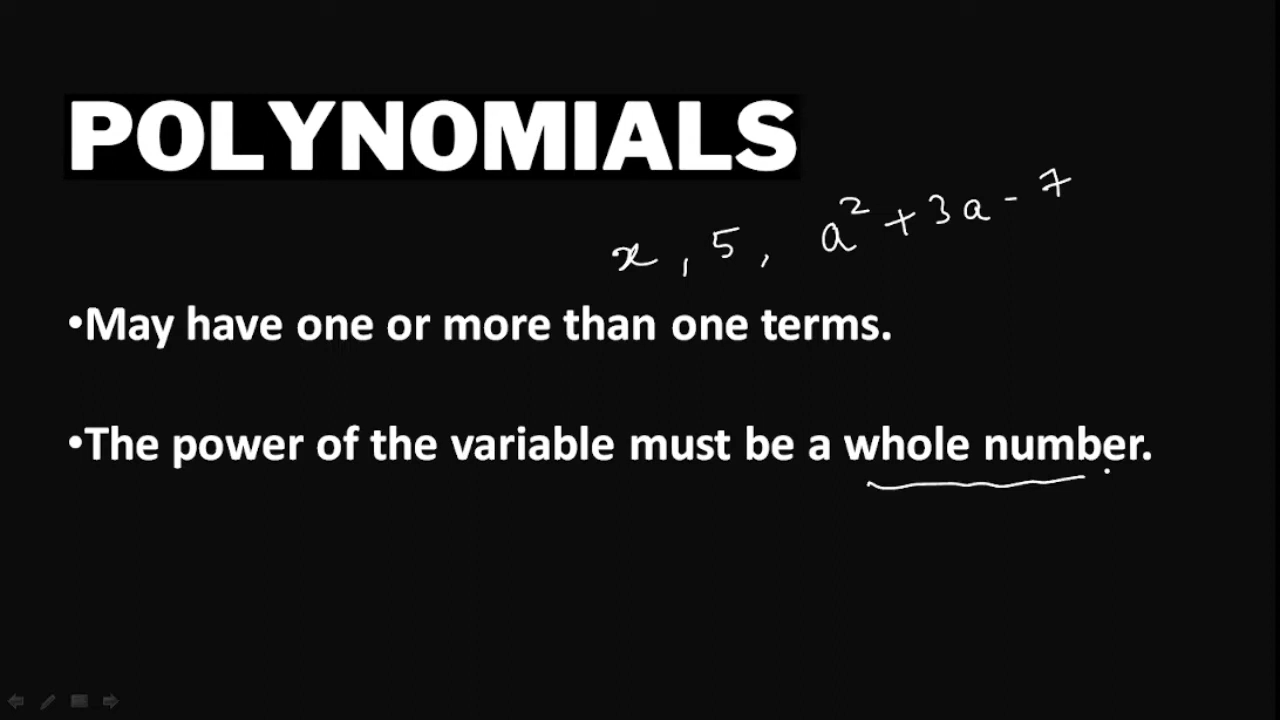 POLYNOMIALS
x , 5 , a² + 3a - 7
•May have one or more than one terms.
•The power of the variable must be a whole number.